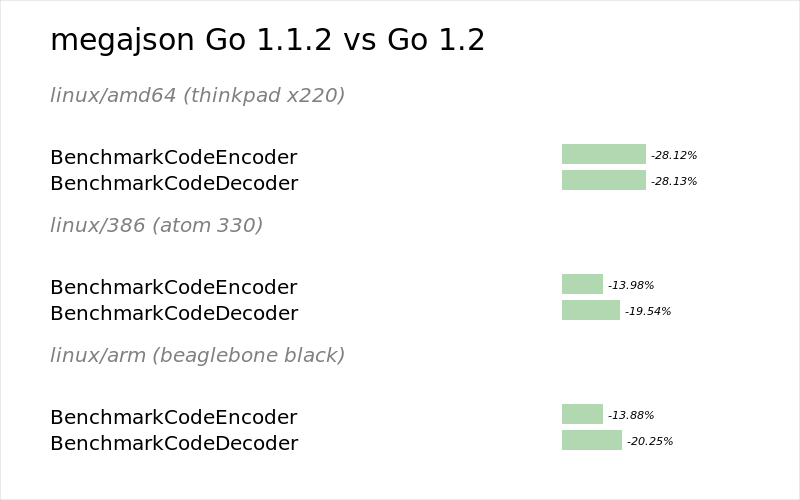 megajson Go 1.1.2 vs Go 1.2
linux/amd64 (thinkpad x220)
BenchmarkCodeEncoder -28.12%
BenchmarkCodeDecoder -28.13%
linux/386 (atom 330)
BenchmarkCodeEncoder -13.98%
BenchmarkCodeDecoder -19.54%
linux/arm (beaglebone black)
BenchmarkCodeEncoder -13.88%
BenchmarkCodeDecoder -20.25%